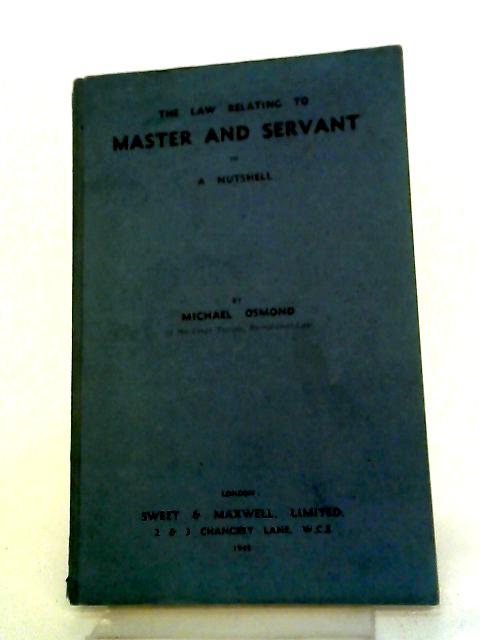 THE LAW RELATING TO
MASTER AND SERVANT
IN
A NUTSHELL
BY
MICHAEL OSMOND
LONDON:
SWEET & MAXWELL, LIMITED,
2 & 3 CHANCERY LANE, W.C.2